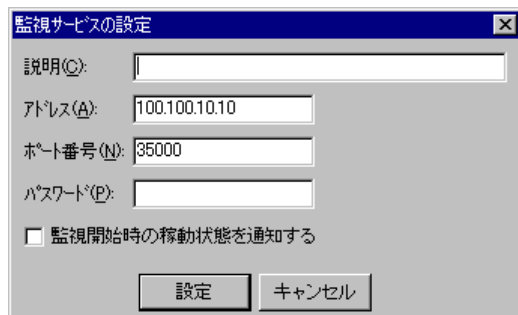 監視サービスの設定
説明(C):
アドレス(A): 100.100.10.10
ポート番号(N): 35000
パスワード(P):
監視開始時の稼動状態を通知する
設定 キャンセル